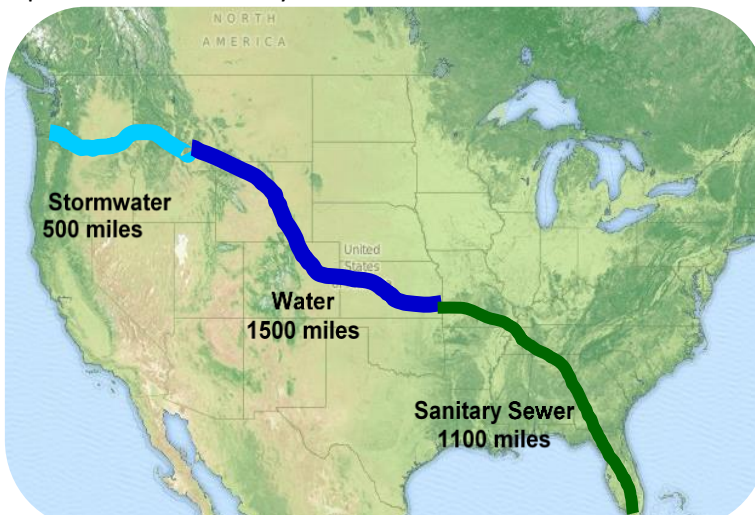 NORTH
AMERICA
Stormwater
500 miles
United
States
Water
1500 miles
Sanitary Sewer
1100 miles